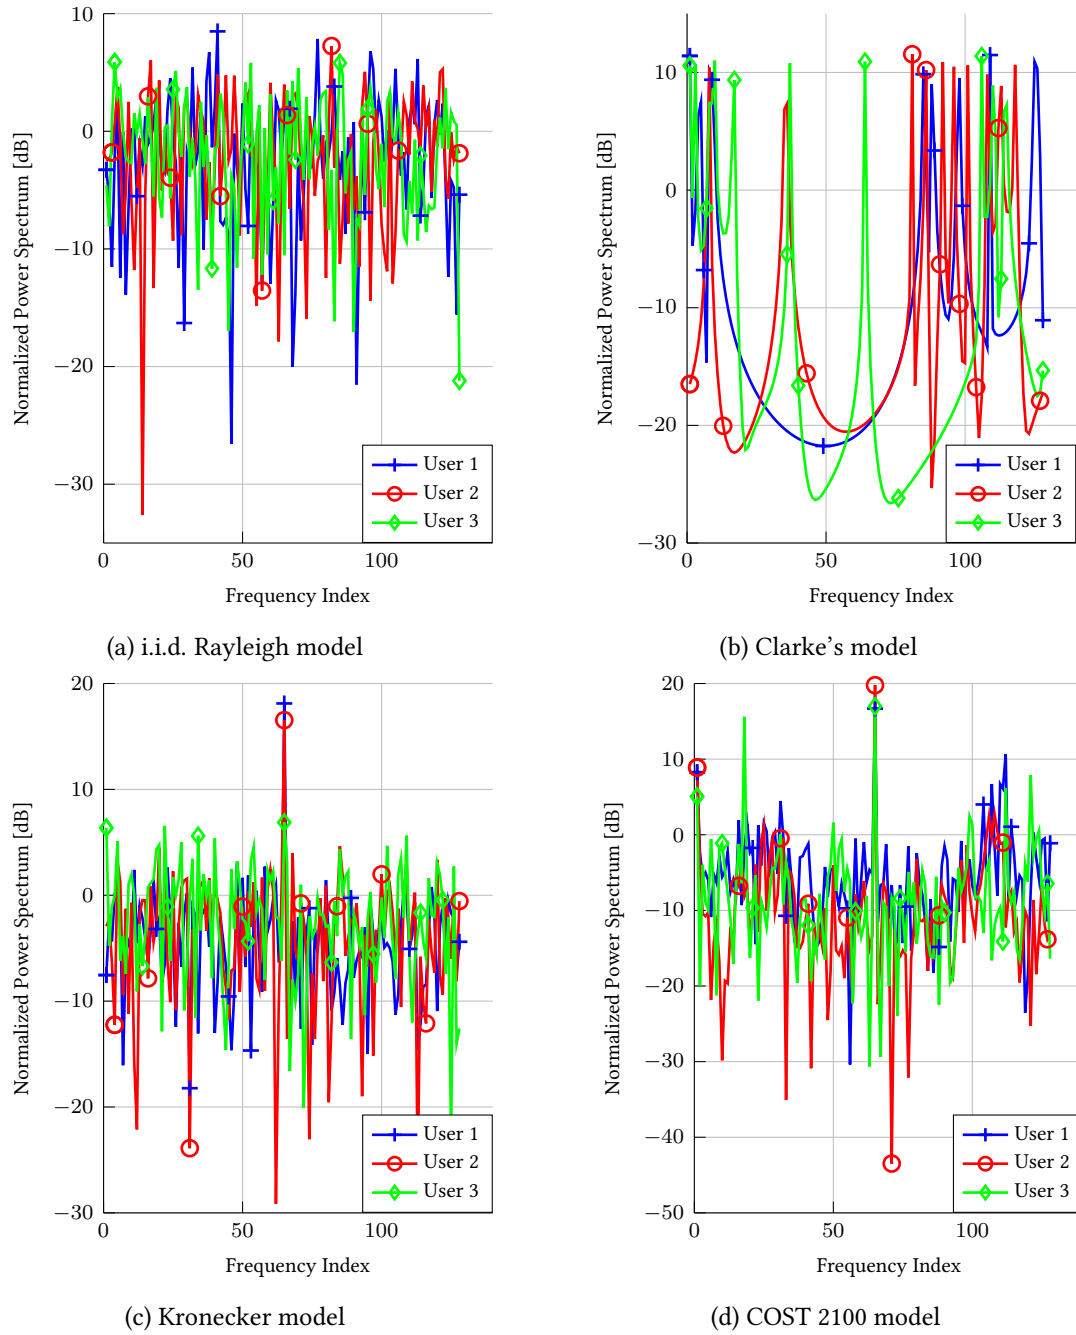 10
0
−10
−20
−30
0
50
100
Normalized Power Spectrum [dB]
Frequency Index
User 1
User 2
User 3
(a) i.i.d. Rayleigh model
10
0
−10
−20
−30
0
50
100
Normalized Power Spectrum [dB]
Frequency Index
User 1
User 2
User 3
(b) Clarke's model
20
10
0
−10
−20
−30
0
50
100
Normalized Power Spectrum [dB]
Frequency Index
User 1
User 2
User 3
(c) Kronecker model
20
10
0
−10
−20
−30
−40
−50
0
50
100
Normalized Power Spectrum [dB]
Frequency Index
User 1
User 2
User 3
(d) COST 2100 model